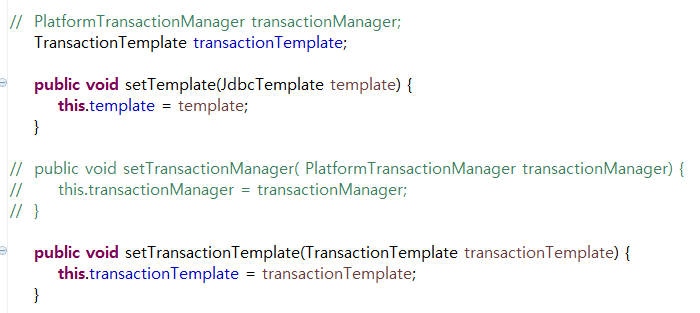 // PlatformTransactionManager transactionManager;
TransactionTemplate transactionTemplate;
public void setTemplate(JdbcTemplate template) {
this.template = template;
}
// public void setTransactionManager( PlatformTransactionManager transactionManager) {
// this.transactionManager = transactionManager;
// }
public void setTransactionTemplate(TransactionTemplate transactionTemplate) {
this.transactionTemplate = transactionTemplate;
}